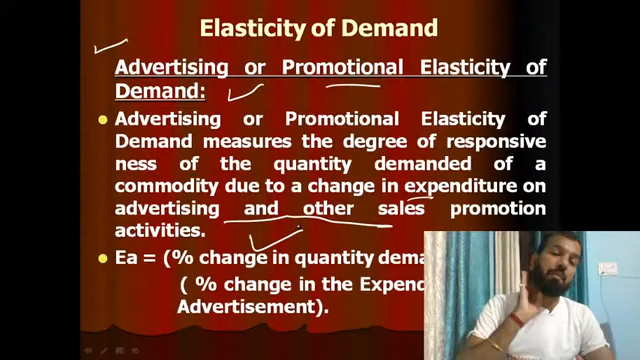 Elasticity of Demand
Advertising or Promotional Elasticity of
Demand:
Advertising or Promotional Elasticity of
Demand measures the degree of responsive
ness of the quantity demanded of a
commodity due to a change in expenditure on
advertising and other sales promotion
activities.
Ea = (% change in quantity
( % change in the
Advertisement).